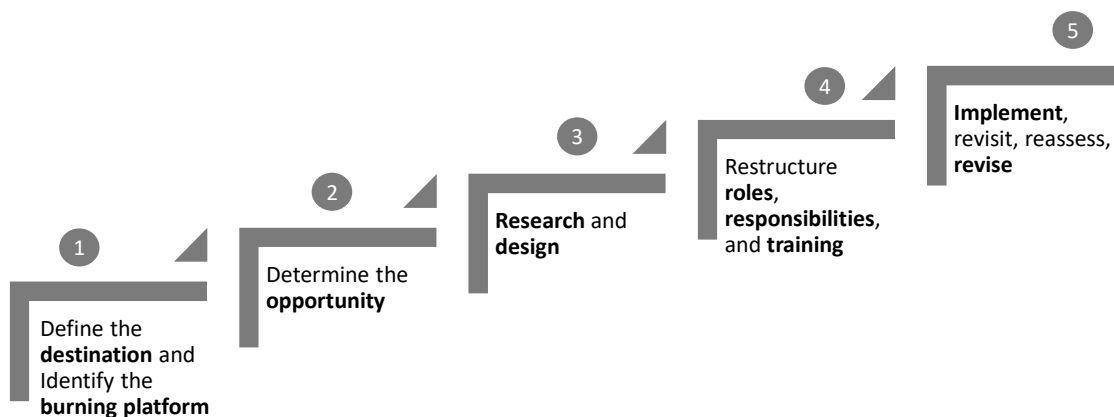 1
Define the
destination and
Identify the
burning platform
2
Determine the
opportunity
3
Research and
design
4
Restructure
roles,
responsibilities,
and training
5
Implement,
revisit, reassess,
revise